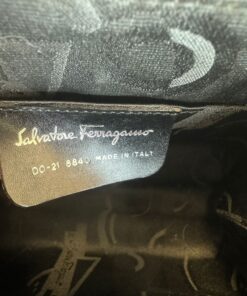 Salvatore Ferragamo
DO-21 8840 MADE IN ITALY